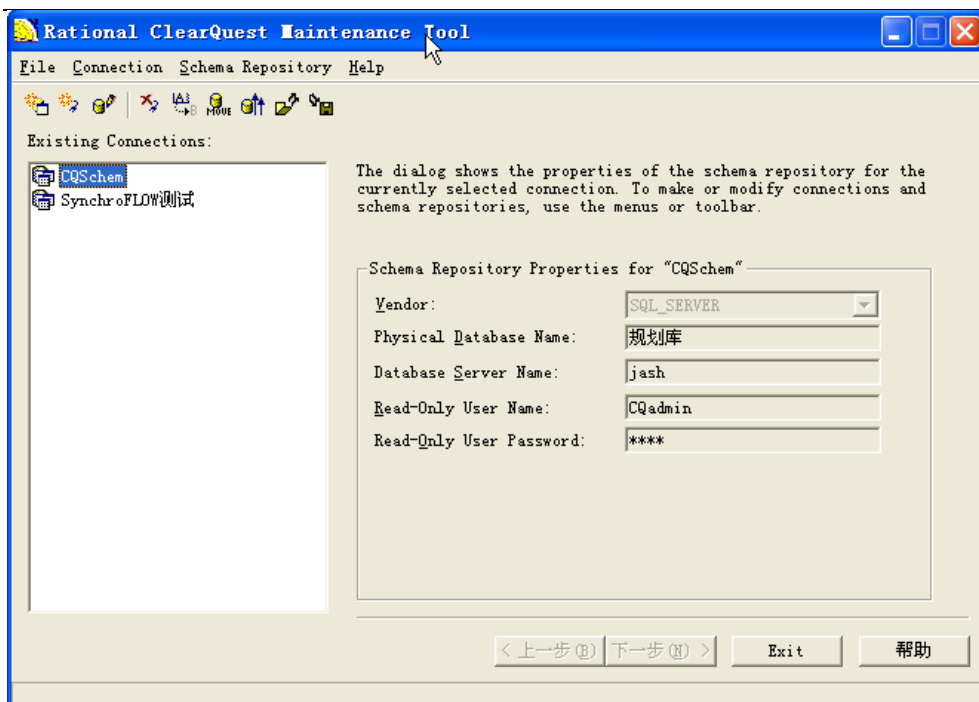 Rational ClearQuest Maintenance Tool
File Connection Schema Repository Help
A
B
MOVE
Existing Connections:
CQSchem
SynchroFLOW测试
The dialog shows the properties of the schema repository for the
currently selected connection. To make or modify connections and
schema repositories, use the menus or toolbar.
Schema Repository Properties for "CQSchem"
Vendor: SQL_SERVER
Physical Database Name: 规划库
Database Server Name: jash
Read-Only User Name: CQadmin
Read-Only User Password: ****
< 上一步(B) 下一步(N) > Exit 帮助